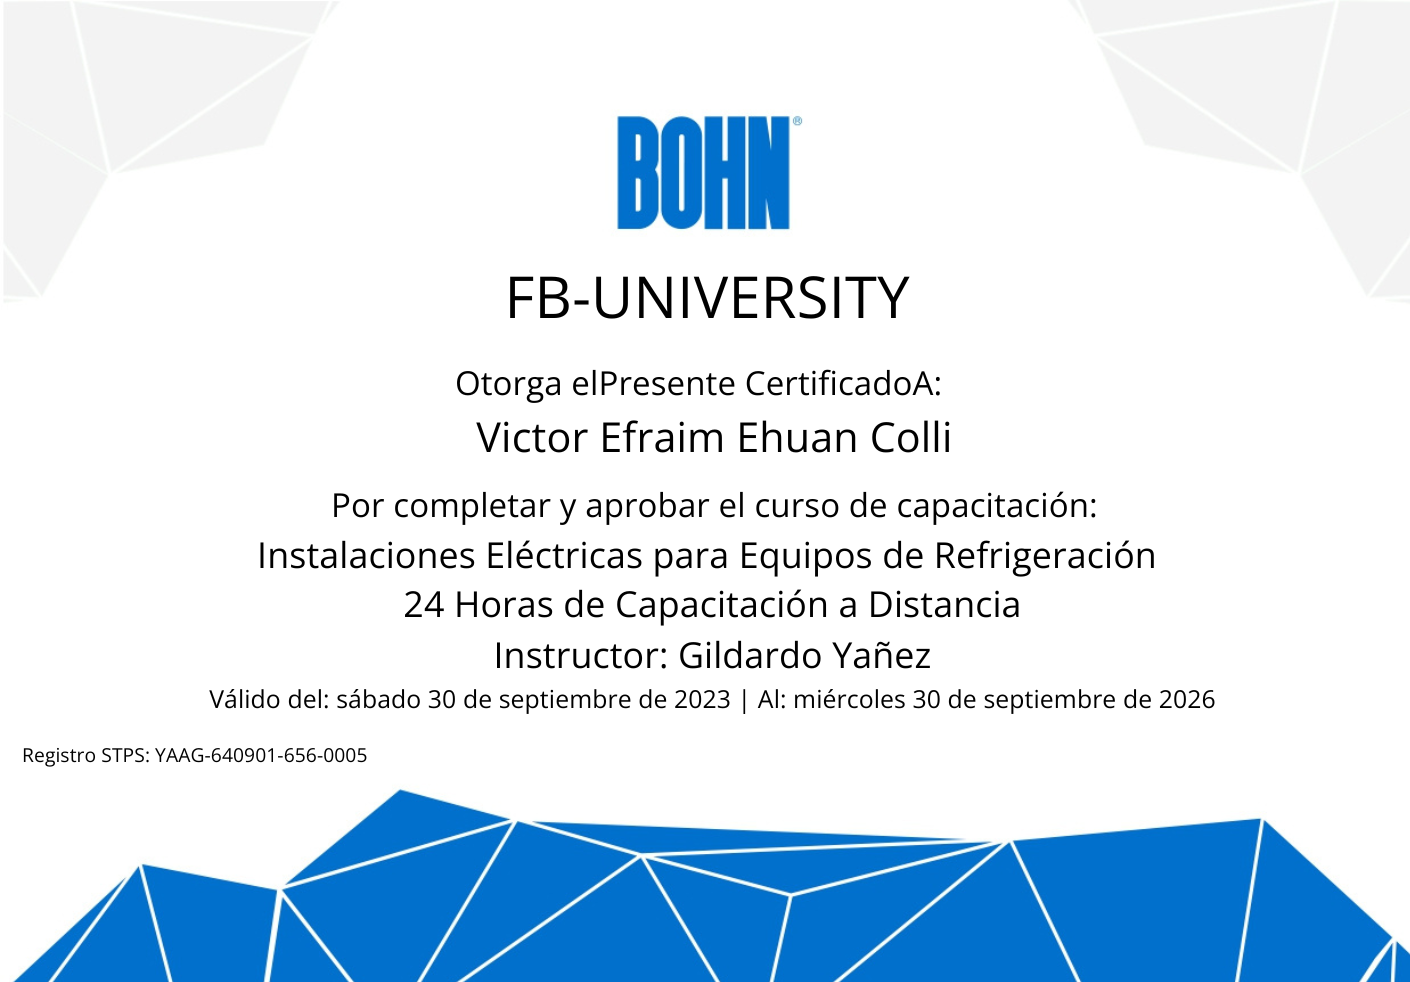 BOHN®
FB-UNIVERSITY
Otorga elPresente CertificadoA:
Victor Efraim Ehuan Colli
Por completar y aprobar el curso de capacitación:
Instalaciones Eléctricas para Equipos de Refrigeración
24 Horas de Capacitación a Distancia
Instructor: Gildardo Yañez
Válido del: sábado 30 de septiembre de 2023 | Al: miércoles 30 de septiembre de 2026
Registro STPS: YAAG-640901-656-0005